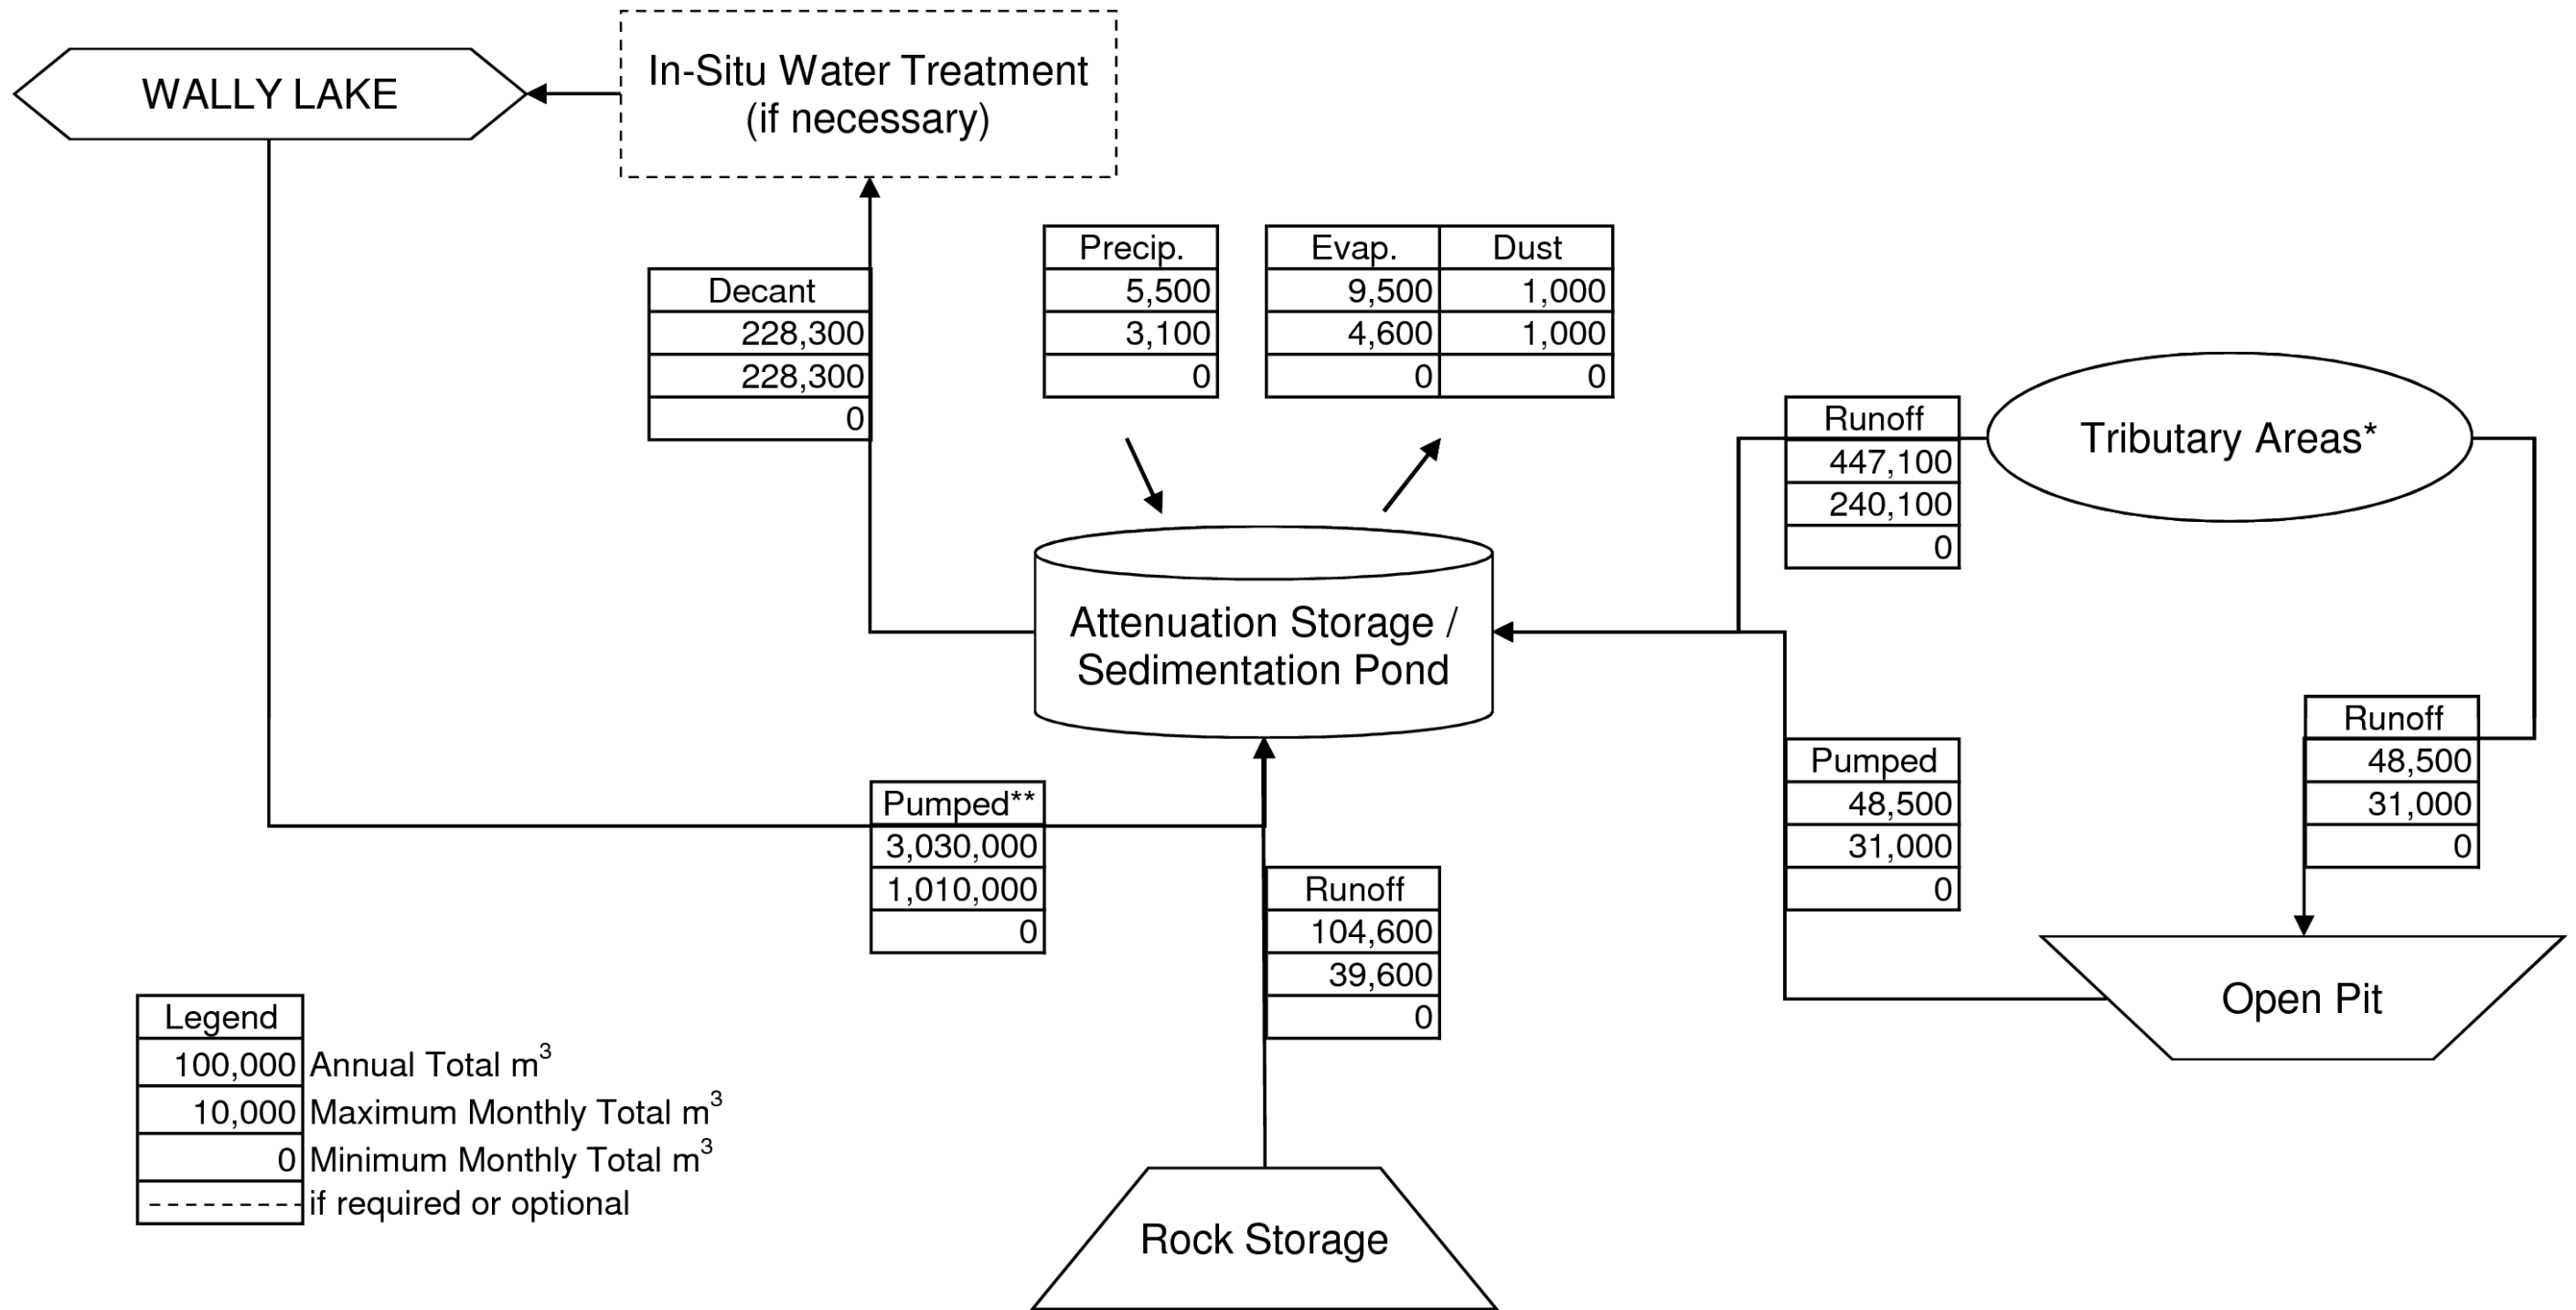 WALLY LAKE
In-Situ Water Treatment
(if necessary)
Decant
228,300
228,300
0
Precip.
5,500
3,100
0
Evap. Dust
9,500 1,000
4,600 1,000
0 0
Runoff
447,100
240,100
0
Tributary Areas*
Attenuation Storage /
Sedimentation Pond
Runoff
48,500
31,000
0
Pumped
48,500
31,000
0
Pumped**
3,030,000
1,010,000
0
Runoff
104,600
39,600
0
Open Pit
Legend
100,000 Annual Total m³
10,000 Maximum Monthly Total m³
0 Minimum Monthly Total m³
if required or optional
Rock Storage